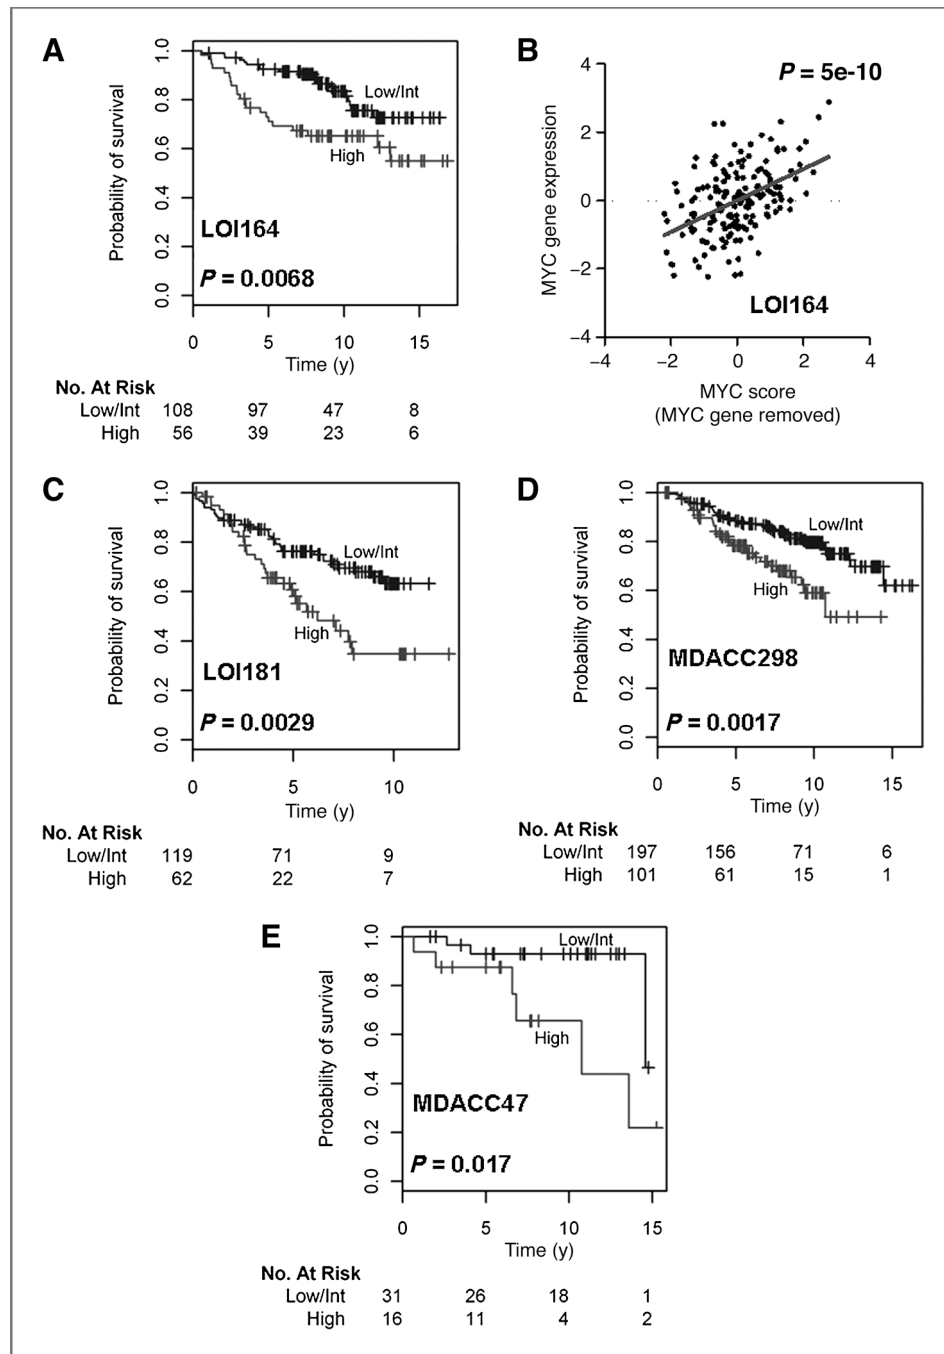 A
Probability of survival
1.0
0.8
0.6
0.4
0.2
0.0
Low/Int
High
LOI164
P = 0.0068
0 5 10 15
Time (y)
No. At Risk
Low/Int 108 97 47 8
High 56 39 23 6
B
MYC gene expression
4
2
0
−2
−4
P = 5e-10
LOI164
−4 −2 0 2 4
MYC score
(MYC gene removed)
C
Probability of survival
1.0
0.8
0.6
0.4
0.2
0.0
Low/Int
High
LOI181
P = 0.0029
0 5 10
Time (y)
No. At Risk
Low/Int 119 71 9
High 62 22 7
D
Probability of survival
1.0
0.8
0.6
0.4
0.2
0.0
Low/Int
High
MDACC298
P = 0.0017
0 5 10 15
Time (y)
No. At Risk
Low/Int 197 156 71 6
High 101 61 15 1
E
Probability of survival
1.0
0.8
0.6
0.4
0.2
0.0
Low/Int
High
MDACC47
P = 0.017
0 5 10 15
Time (y)
No. At Risk
Low/Int 31 26 18 1
High 16 11 4 2